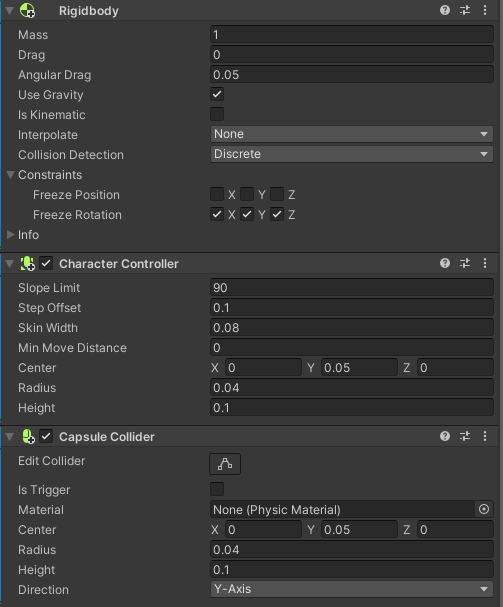 Rigidbody
Mass 1
Drag 0
Angular Drag 0.05
Use Gravity
Is Kinematic
Interpolate None
Collision Detection Discrete
Constraints
Freeze Position X Y Z
Freeze Rotation X Y Z
Info
Character Controller
Slope Limit 90
Step Offset 0.1
Skin Width 0.08
Min Move Distance 0
Center X 0 Y 0.05 Z 0
Radius 0.04
Height 0.1
Capsule Collider
Edit Collider
Is Trigger
Material None (Physic Material)
Center X 0 Y 0.05 Z 0
Radius 0.04
Height 0.1
Direction Y-Axis